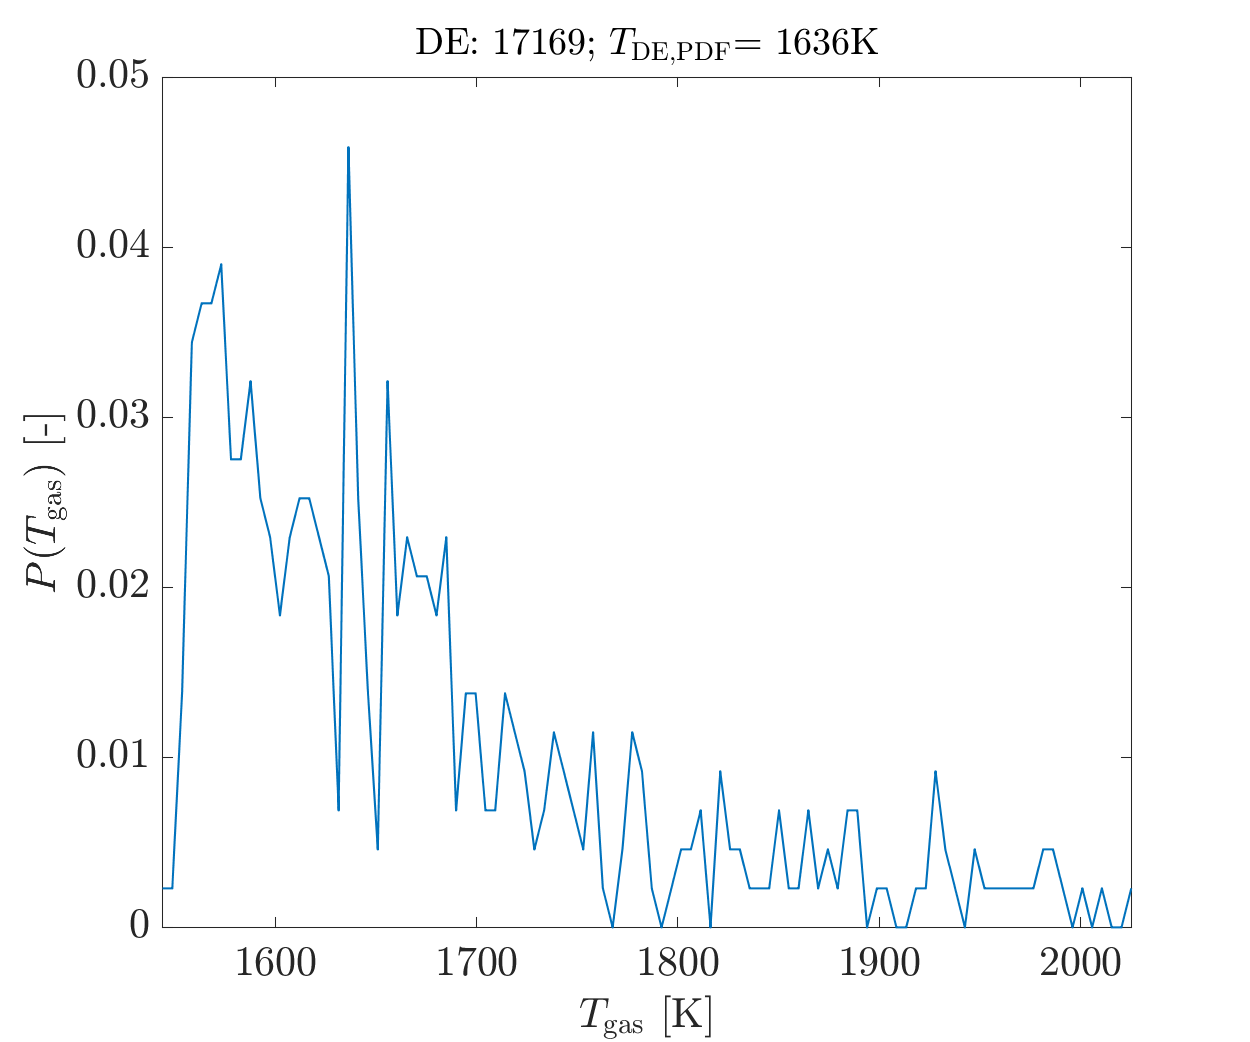 DE: 17169; T_DE,PDF= 1636K
0.05
0.04
0.03
0.02
0.01
0
P(T_gas) [-]
1600 1700 1800 1900 2000
T_gas [K]